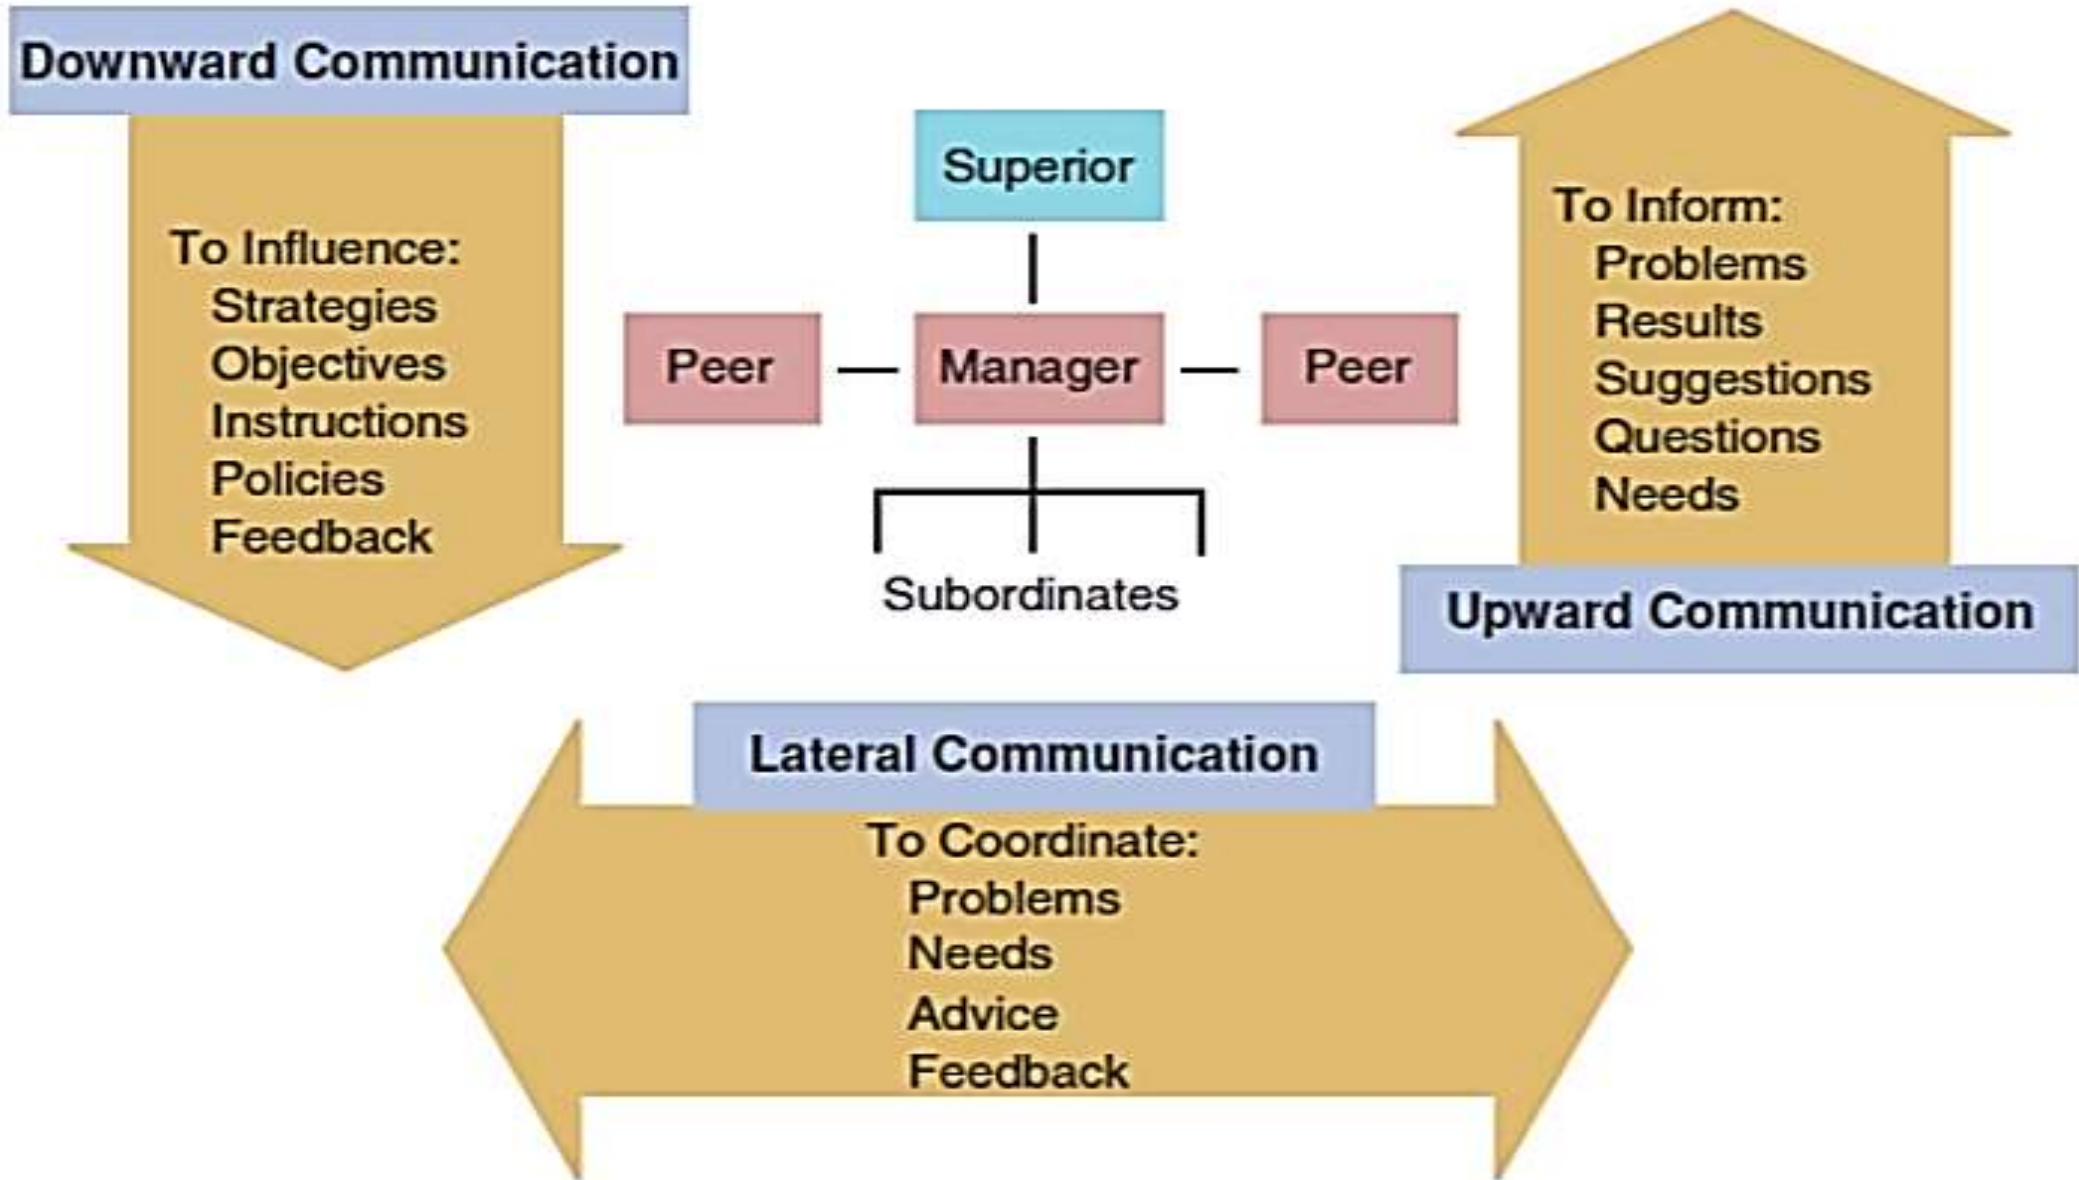 Downward Communication
To Influence:
Strategies
Objectives
Instructions
Policies
Feedback
Superior
Peer
Manager
Peer
Subordinates
To Inform:
Problems
Results
Suggestions
Questions
Needs
Upward Communication
Lateral Communication
To Coordinate:
Problems
Needs
Advice
Feedback